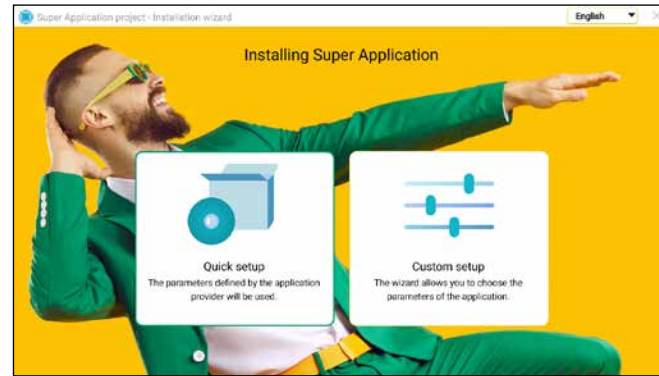 Super Application project - Installation wizard
English
Installing Super Application
Quick setup
The parameters defined by the application
provider will be used.
Custom setup
The wizard allows you to choose the
parameters of the application.